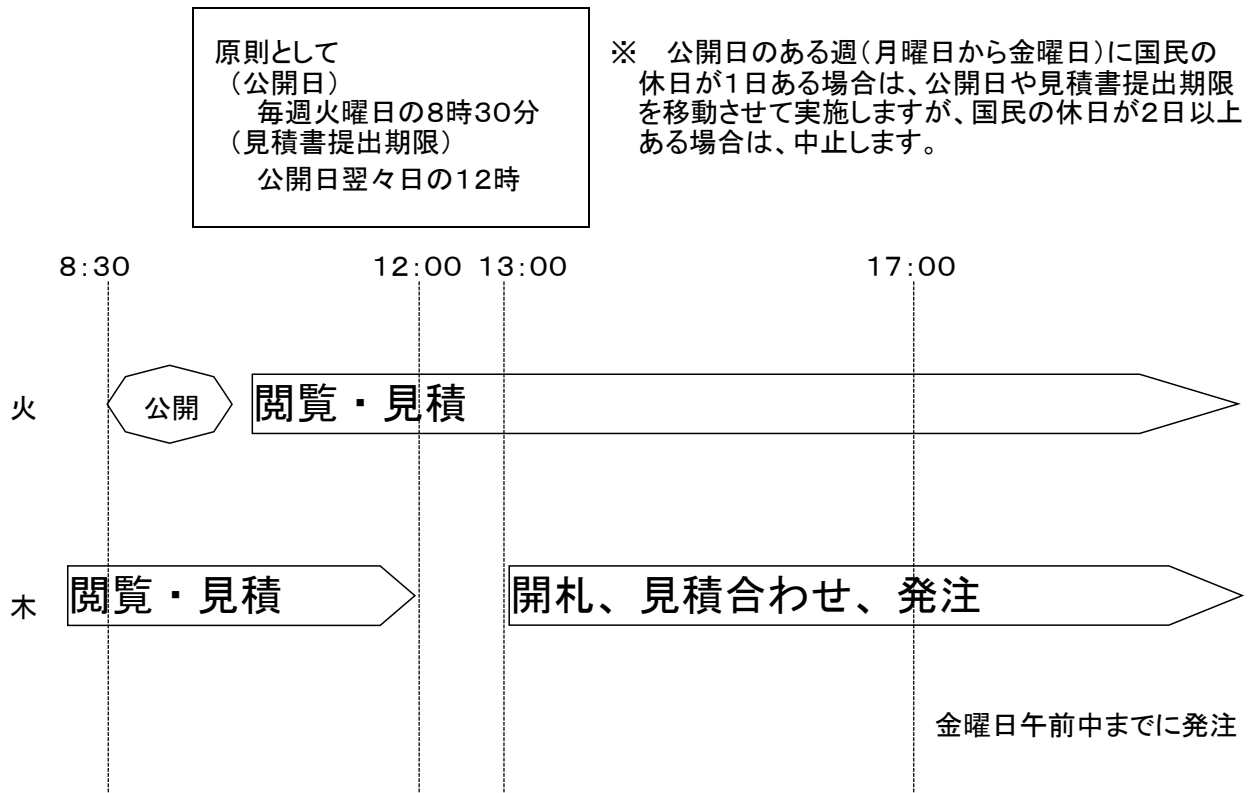 原則として
（公開日）
毎週火曜日の8時30分
（見積書提出期限）
公開日翌々日の12時
※　公開日のある週（月曜日から金曜日）に国民の
休日が1日ある場合は、公開日や見積書提出期限
を移動させて実施しますが、国民の休日が2日以上
ある場合は、中止します。
8：30　12：00　13：00　17：00
火　公開　閲覧・見積
木　閲覧・見積　開札、見積合わせ、発注
金曜日午前中までに発注